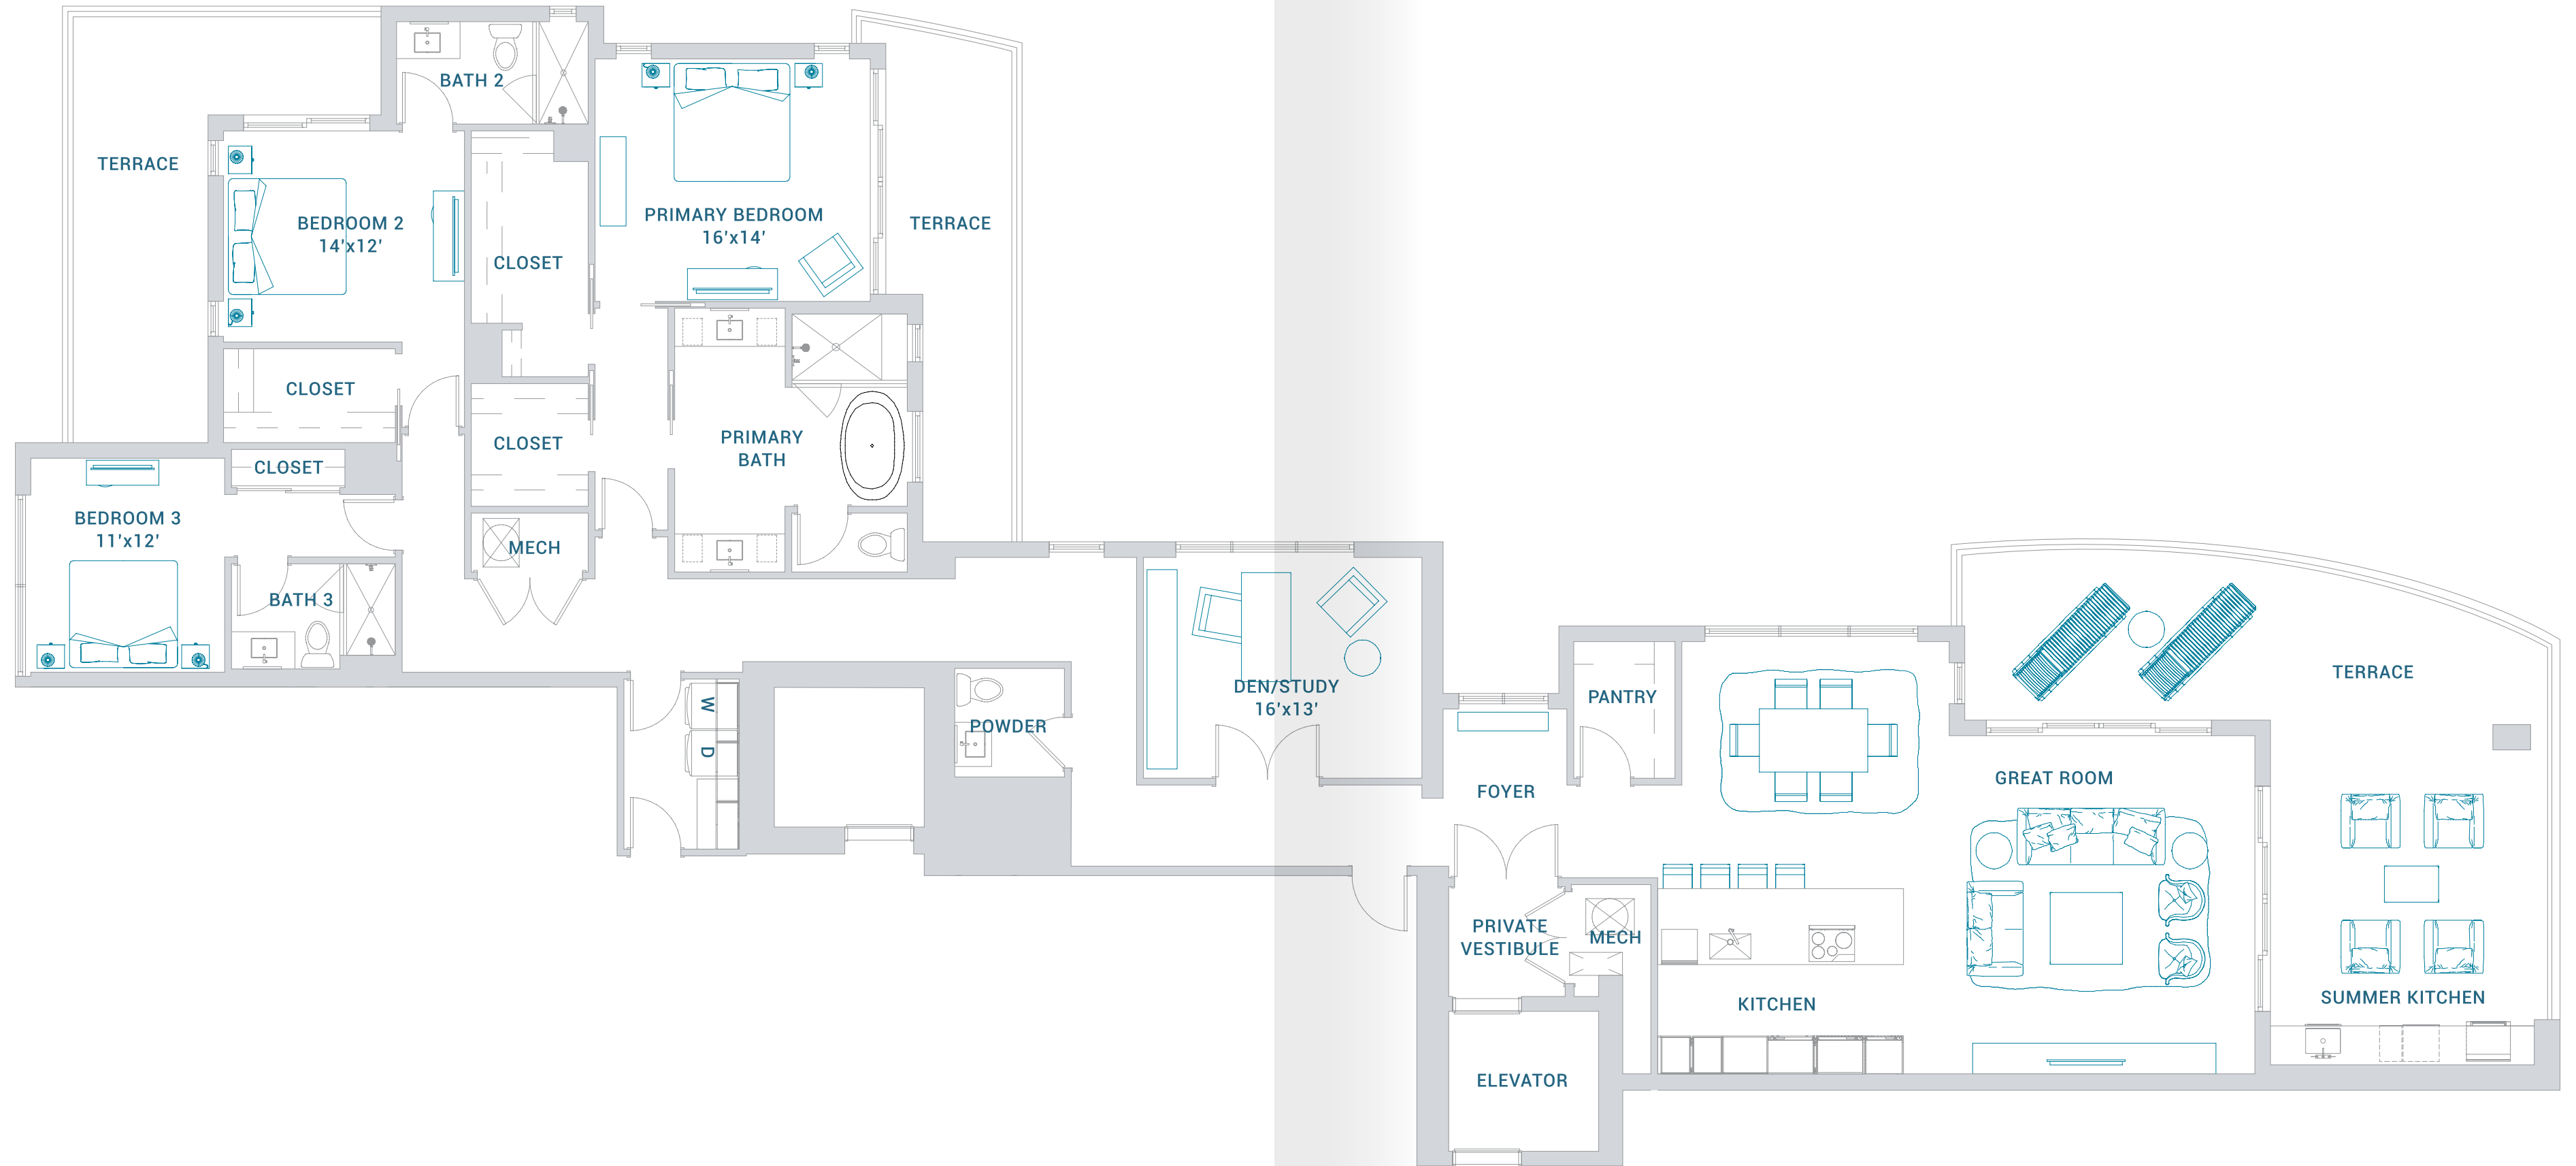 BATH 2
TERRACE
BEDROOM 2
14'x12'
CLOSET
PRIMARY BEDROOM
16'x14'
TERRACE
CLOSET
CLOSET
PRIMARY
BATH
CLOSET
BEDROOM 3
11'x12'
MECH
BATH 3
W
D
POWDER
DEN/STUDY
16'x13'
FOYER
PANTRY
TERRACE
GREAT ROOM
PRIVATE
VESTIBULE
MECH
KITCHEN
SUMMER KITCHEN
ELEVATOR